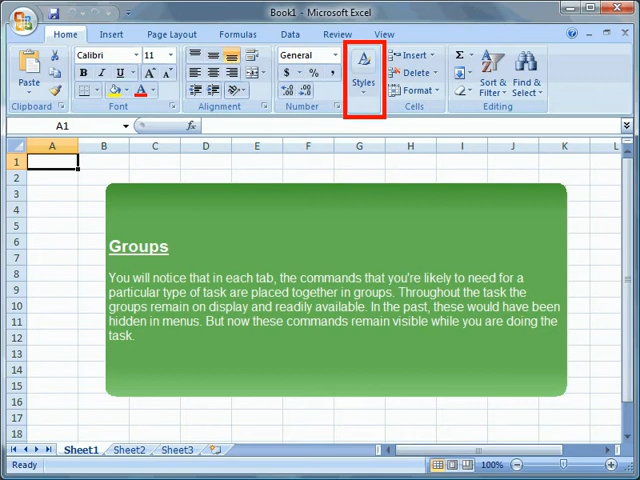 Book1 - Microsoft Excel
Home Insert Page Layout Formulas Data Review View
Calibri 11 General Insert Σ
Paste B I U A A $ % , Styles Delete Sort & Find &
A Format Filter Select
Clipboard Font Alignment Number Cells Editing
A1 fx
A B C D E F G H I J K L
1
2
3
4
5
6
7
8
9
10
11
12
13
14
15
16
17
18
Groups
You will notice that in each tab, the commands that you're likely to need for a
particular type of task are placed together in groups. Throughout the task the
groups remain on display and readily available. In the past, these would have been
hidden in menus. But now these commands remain visible while you are doing the
task.
Sheet1 Sheet2 Sheet3
Ready 100%